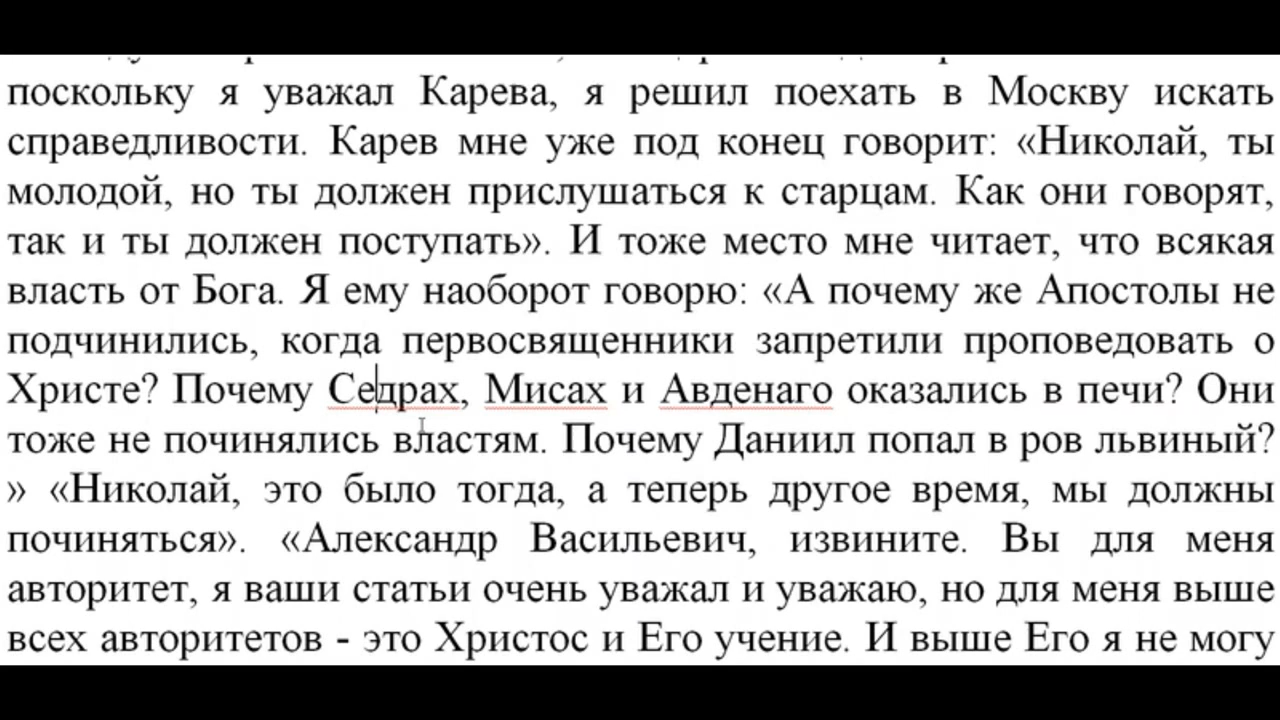 поскольку я уважал Карева, я решил поехать в Москву искать
справедливости. Карев мне уже под конец говорит: «Николай, ты
молодой, но ты должен прислушаться к старцам. Как они говорят,
так и ты должен поступать». И тоже место мне читает, что всякая
власть от Бога. Я ему наоборот говорю: «А почему же Апостолы не
подчинились, когда первосвященники запретили проповедовать о
Христе? Почему Седрах, Мисах и Авденаго оказались в печи? Они
тоже не починялись властям. Почему Даниил попал в ров львиный?
» «Николай, это было тогда, а теперь другое время, мы должны
починяться». «Александр Васильевич, извините. Вы для меня
авторитет, я ваши статьи очень уважал и уважаю, но для меня выше
всех авторитетов - это Христос и Его учение. И выше Его я не могу